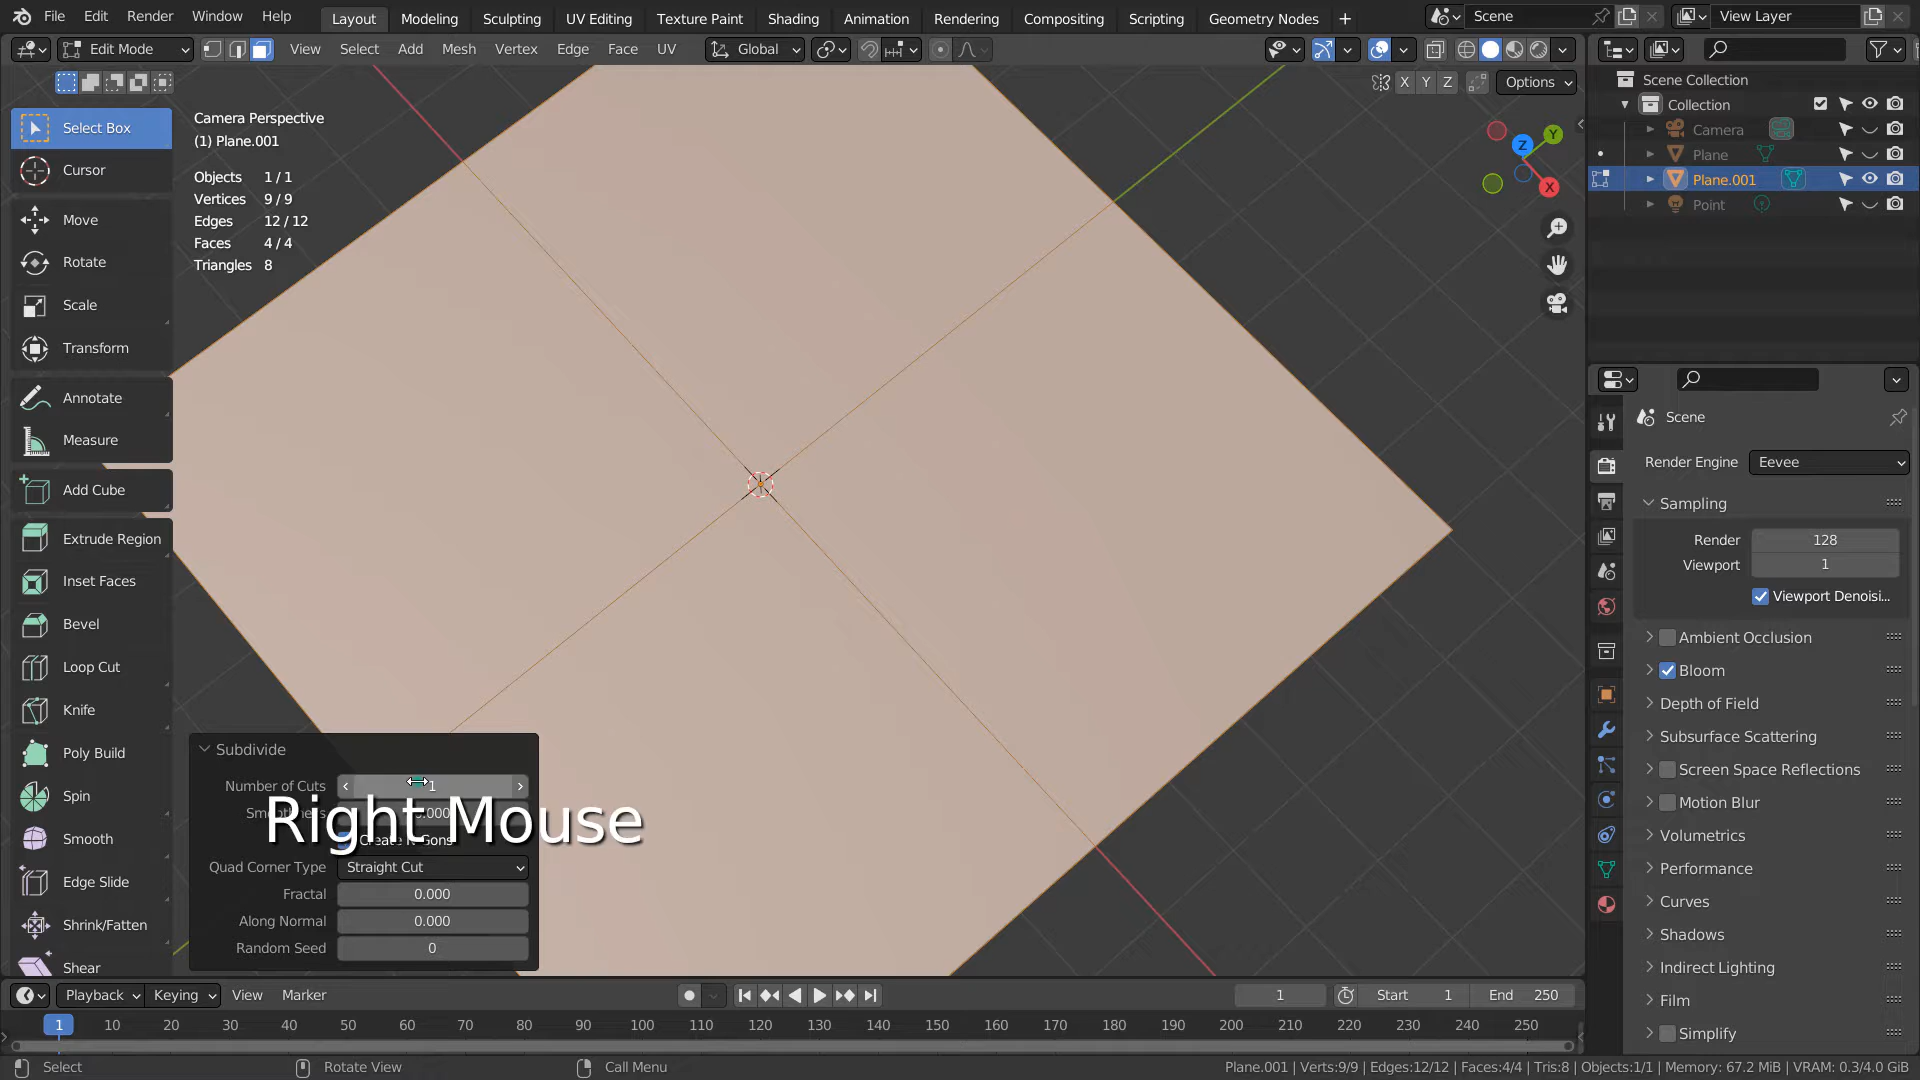 File Edit Render Window Help Layout Modeling Sculpting UV Editing Texture Paint Shading Animation Rendering Compositing Scripting Geometry Nodes + Scene View Layer
Edit Mode View Select Add Mesh Vertex Edge Face UV Global
X Y Z Options
Select Box
Cursor
Move
Rotate
Scale
Transform
Annotate
Measure
Add Cube
Extrude Region
Inset Faces
Bevel
Loop Cut
Knife
Poly Build
Spin
Smooth
Edge Slide
Shrink/Fatten
Shear
Camera Perspective
(1) Plane.001
Objects 1 / 1
Vertices 9 / 9
Edges 12 / 12
Faces 4 / 4
Triangles 8
Y
Z
X
Subdivide
Number of Cuts 1
Right Mouse
Quad Corner Type Straight Cut
Fractal 0.000
Along Normal 0.000
Random Seed 0
Scene Collection
Collection
Camera
Plane
Plane.001
Point
Scene
Render Engine Eevee
Sampling
Render 128
Viewport 1
Viewport Denoisi...
Ambient Occlusion
Bloom
Depth of Field
Subsurface Scattering
Screen Space Reflections
Motion Blur
Volumetrics
Performance
Curves
Shadows
Indirect Lighting
Film
Simplify
Playback Keying View Marker 1 Start 1 End 250
1 10 20 30 40 50 60 70 80 90 100 110 120 130 140 150 160 170 180 190 200 210 220 230 240 250
Select Rotate View Call Menu Plane.001 | Verts:9/9 | Edges:12/12 | Faces:4/4 | Tris:8 | Objects:1/1 | Memory: 67.2 MiB | VRAM: 0.3/4.0 GiB